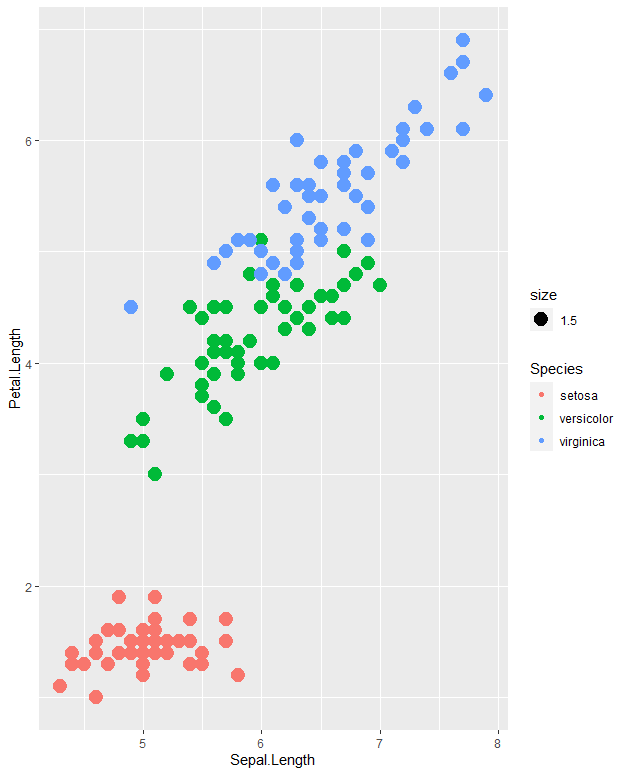 6
4
2
Petal.Length
5 6 7 8
Sepal.Length
size
1.5
Species
setosa
versicolor
virginica